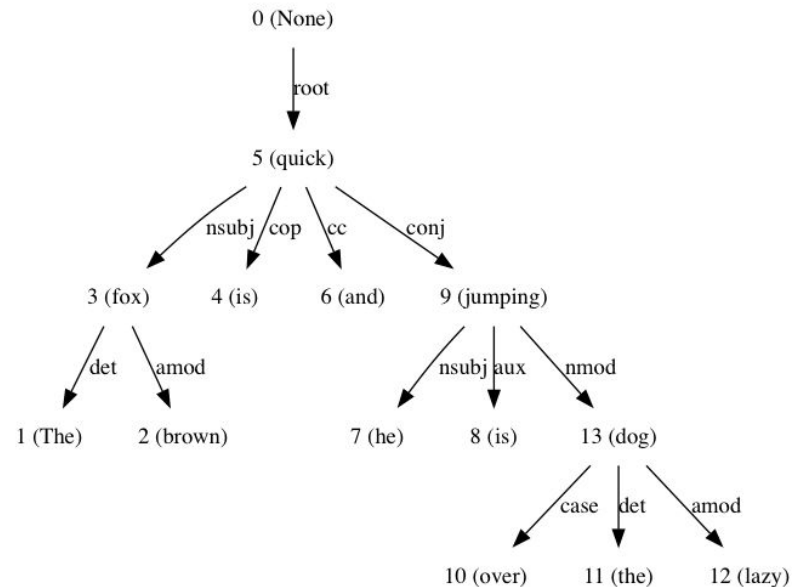 0 (None)
root
5 (quick)
nsubj cop cc conj
3 (fox) 4 (is) 6 (and) 9 (jumping)
det amod nsubj aux nmod
1 (The) 2 (brown) 7 (he) 8 (is) 13 (dog)
case det amod
10 (over) 11 (the) 12 (lazy)